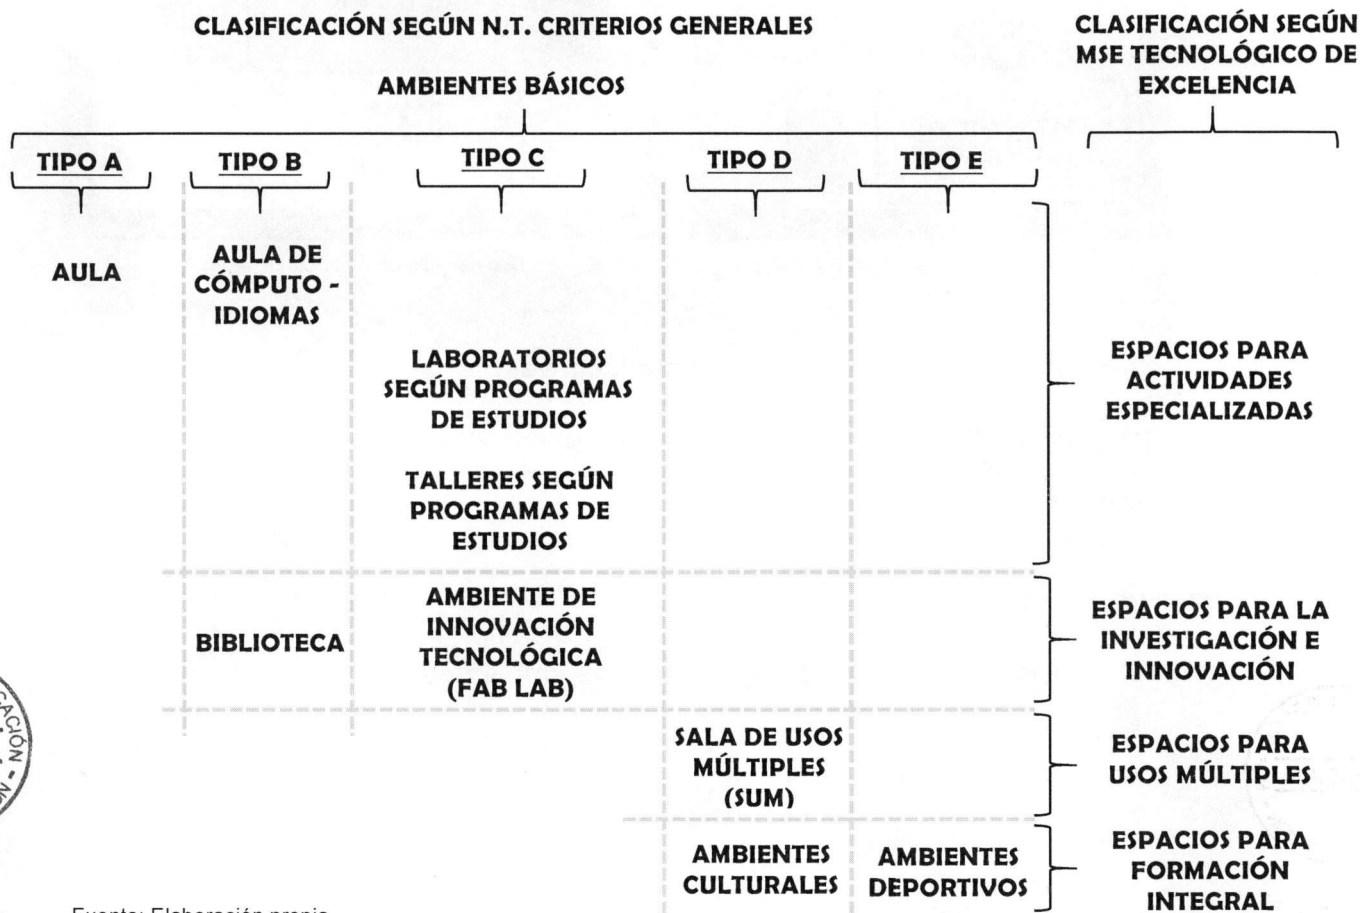 CLASIFICACIÓN SEGÚN N.T. CRITERIOS GENERALES
CLASIFICACIÓN SEGÚN
MSE TECNOLÓGICO DE
EXCELENCIA
AMBIENTES BÁSICOS
TIPO A
TIPO B
TIPO C
TIPO D
TIPO E
AULA
AULA DE
CÓMPUTO -
IDIOMAS
LABORATORIOS
SEGÚN PROGRAMAS
DE ESTUDIOS
TALLERES SEGÚN
PROGRAMAS DE
ESTUDIOS
ESPACIOS PARA
ACTIVIDADES
ESPECIALIZADAS
BIBLIOTECA
AMBIENTE DE
INNOVACIÓN
TECNOLÓGICA
(FAB LAB)
ESPACIOS PARA LA
INVESTIGACIÓN E
INNOVACIÓN
SALA DE USOS
MÚLTIPLES
(SUM)
ESPACIOS PARA
USOS MÚLTIPLES
AMBIENTES
CULTURALES
AMBIENTES
DEPORTIVOS
ESPACIOS PARA
FORMACIÓN
INTEGRAL